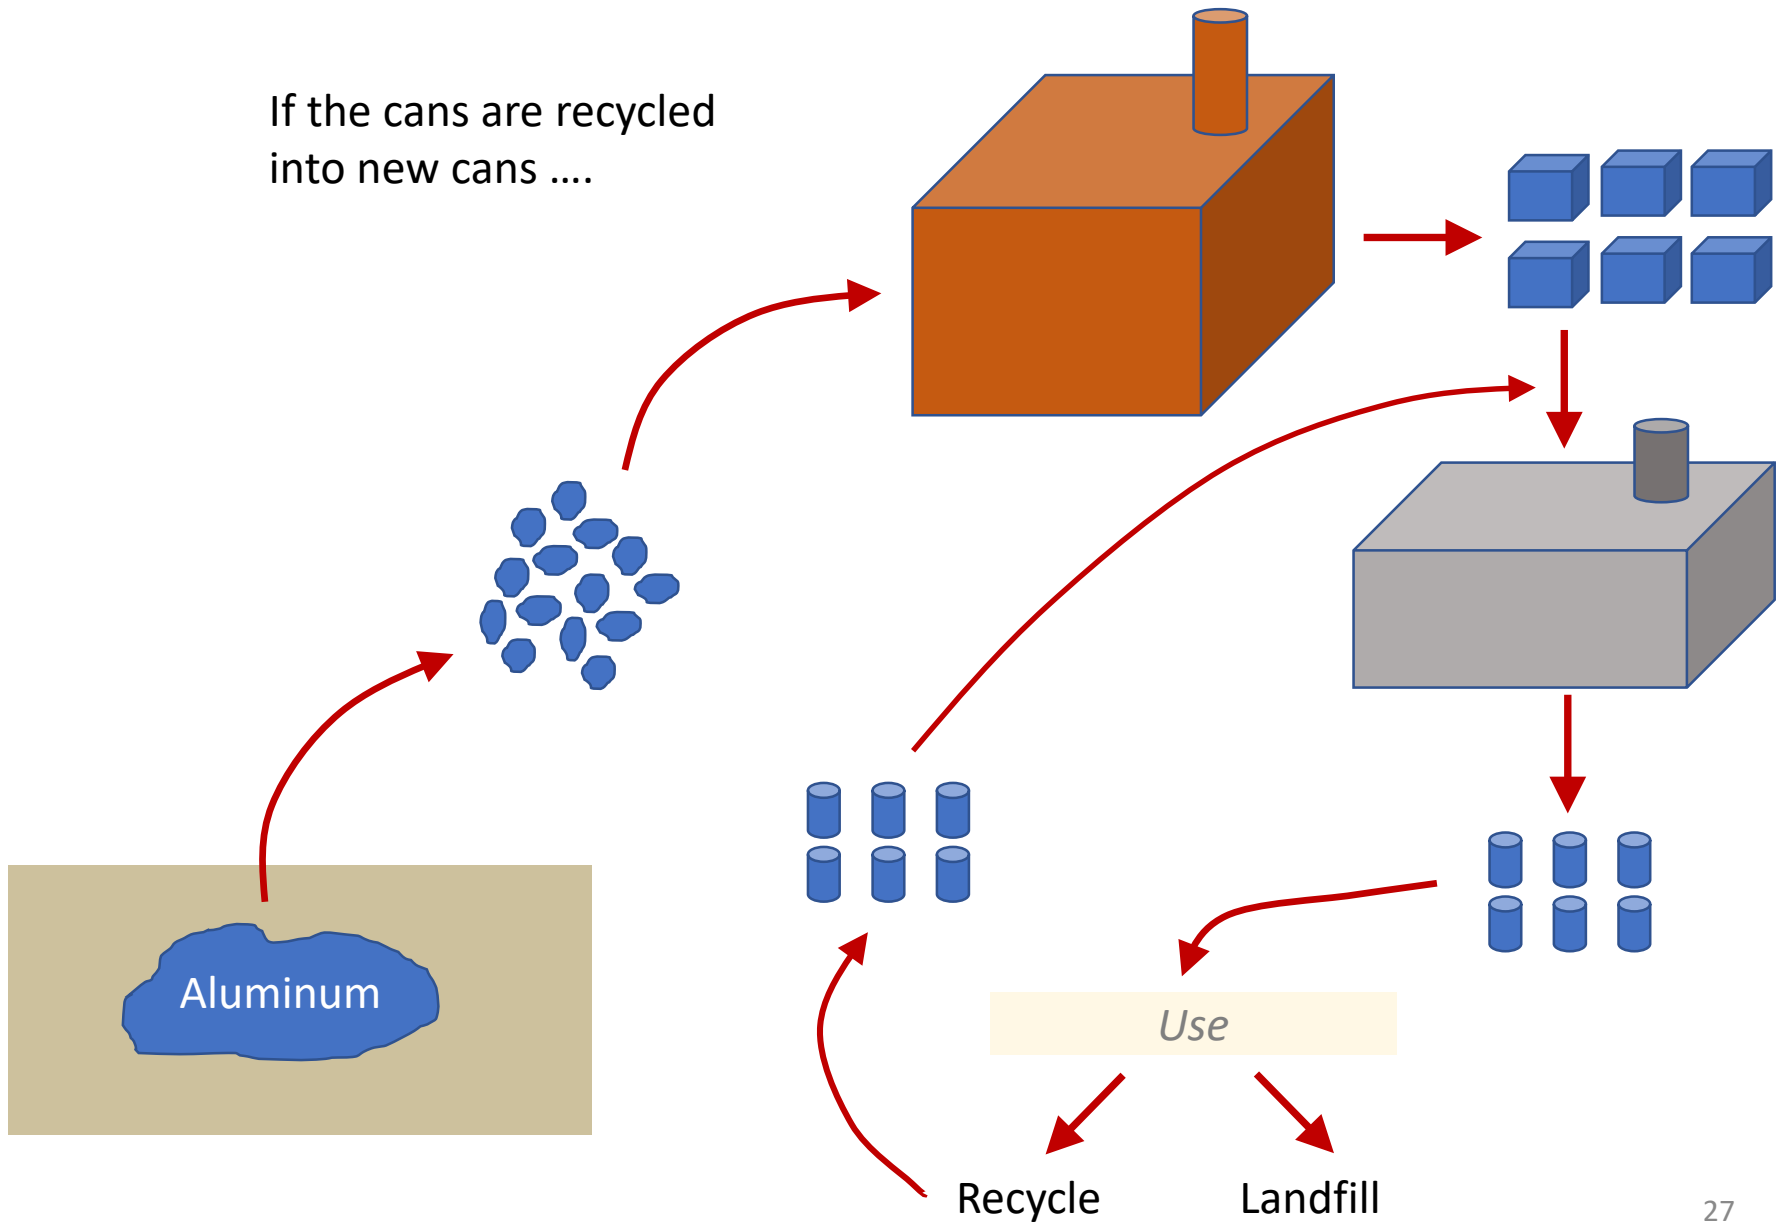 If the cans are recycled
into new cans ....
Aluminum
Use
Recycle
Landfill
27